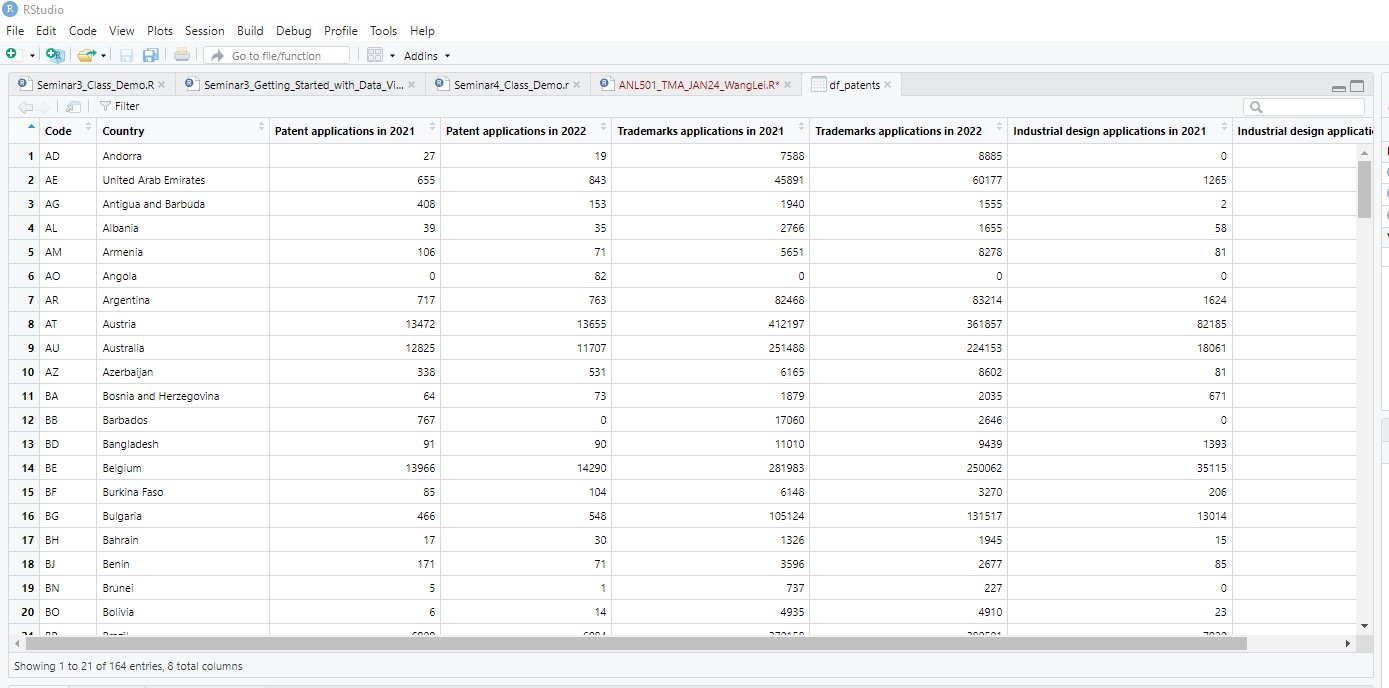 RStudio
File Edit Code View Plots Session Build Debug Profile Tools Help
Go to file/function Addins
Seminar3_Class_Demo.R Seminar3_Getting_Started_with_Data_Vi... Seminar4_Class_Demo.r ANL501_TMA_JAN24_WangLei.R* df_patents
Filter
Code Country Patent applications in 2021 Patent applications in 2022 Trademarks applications in 2021 Trademarks applications in 2022 Industrial design applications in 2021 Industrial design applicati
1 AD Andorra 27 19 7588 8885 0
2 AE United Arab Emirates 655 843 45891 60177 1265
3 AG Antigua and Barbuda 408 153 1940 1555 2
4 AL Albania 39 35 2766 1655 58
5 AM Armenia 106 71 5651 8278 81
6 AO Angola 0 82 0 0 0
7 AR Argentina 717 763 82468 83214 1624
8 AT Austria 13472 13655 412197 361857 82185
9 AU Australia 12825 11707 251488 224153 18061
10 AZ Azerbaijan 338 531 6165 8602 81
11 BA Bosnia and Herzegovina 64 73 1879 2035 671
12 BB Barbados 767 0 17060 2646 0
13 BD Bangladesh 91 90 11010 9439 1393
14 BE Belgium 13966 14290 281983 250062 35115
15 BF Burkina Faso 85 104 6148 3270 206
16 BG Bulgaria 466 548 105124 131517 13014
17 BH Bahrain 17 30 1326 1945 15
18 BJ Benin 171 71 3596 2677 85
19 BN Brunei 5 1 737 227 0
20 BO Bolivia 6 14 4935 4910 23
Showing 1 to 21 of 164 entries, 8 total columns